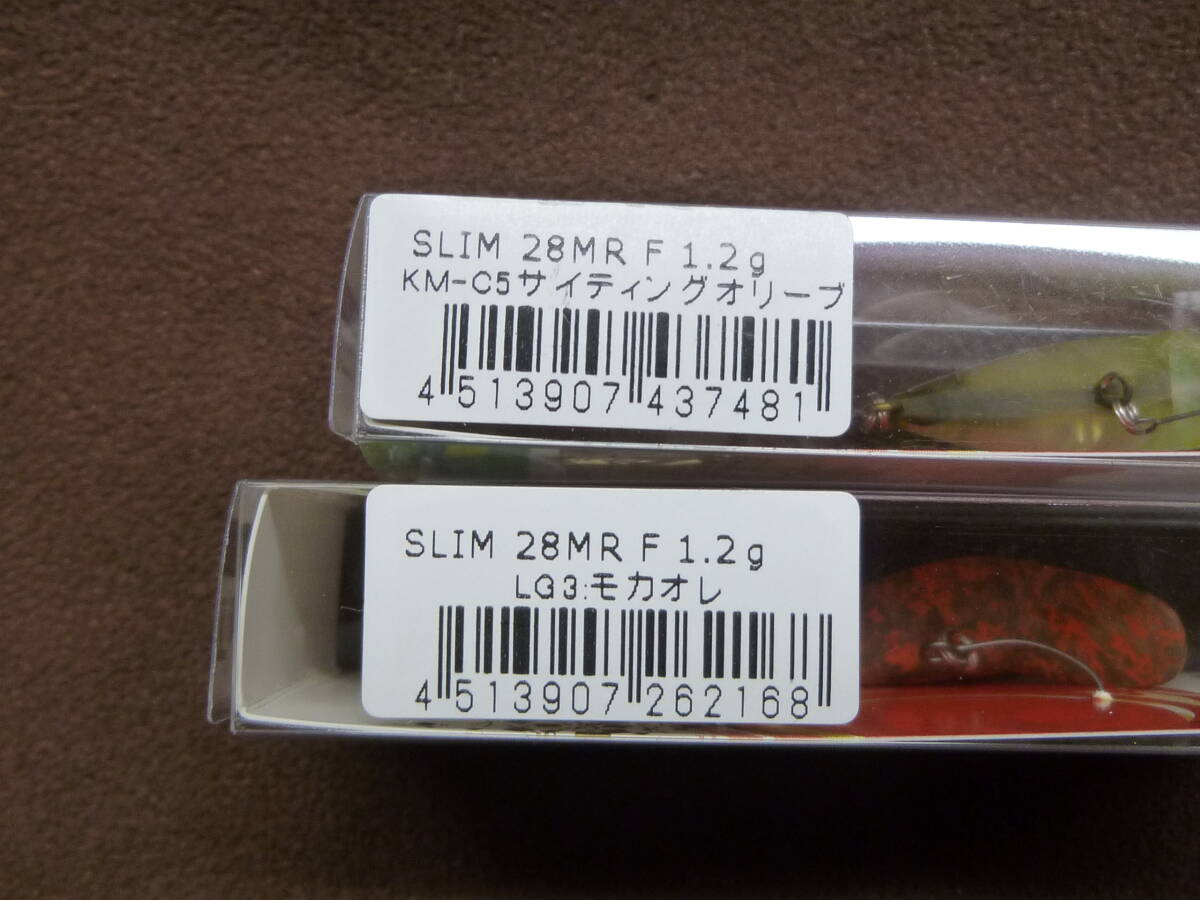 SLIM 28MR F 1.2g
KM-C5サイティングオリーブ
4 513907 437481
SLIM 28MR F 1.2g
LG3:モカオレ
4 513907 262168